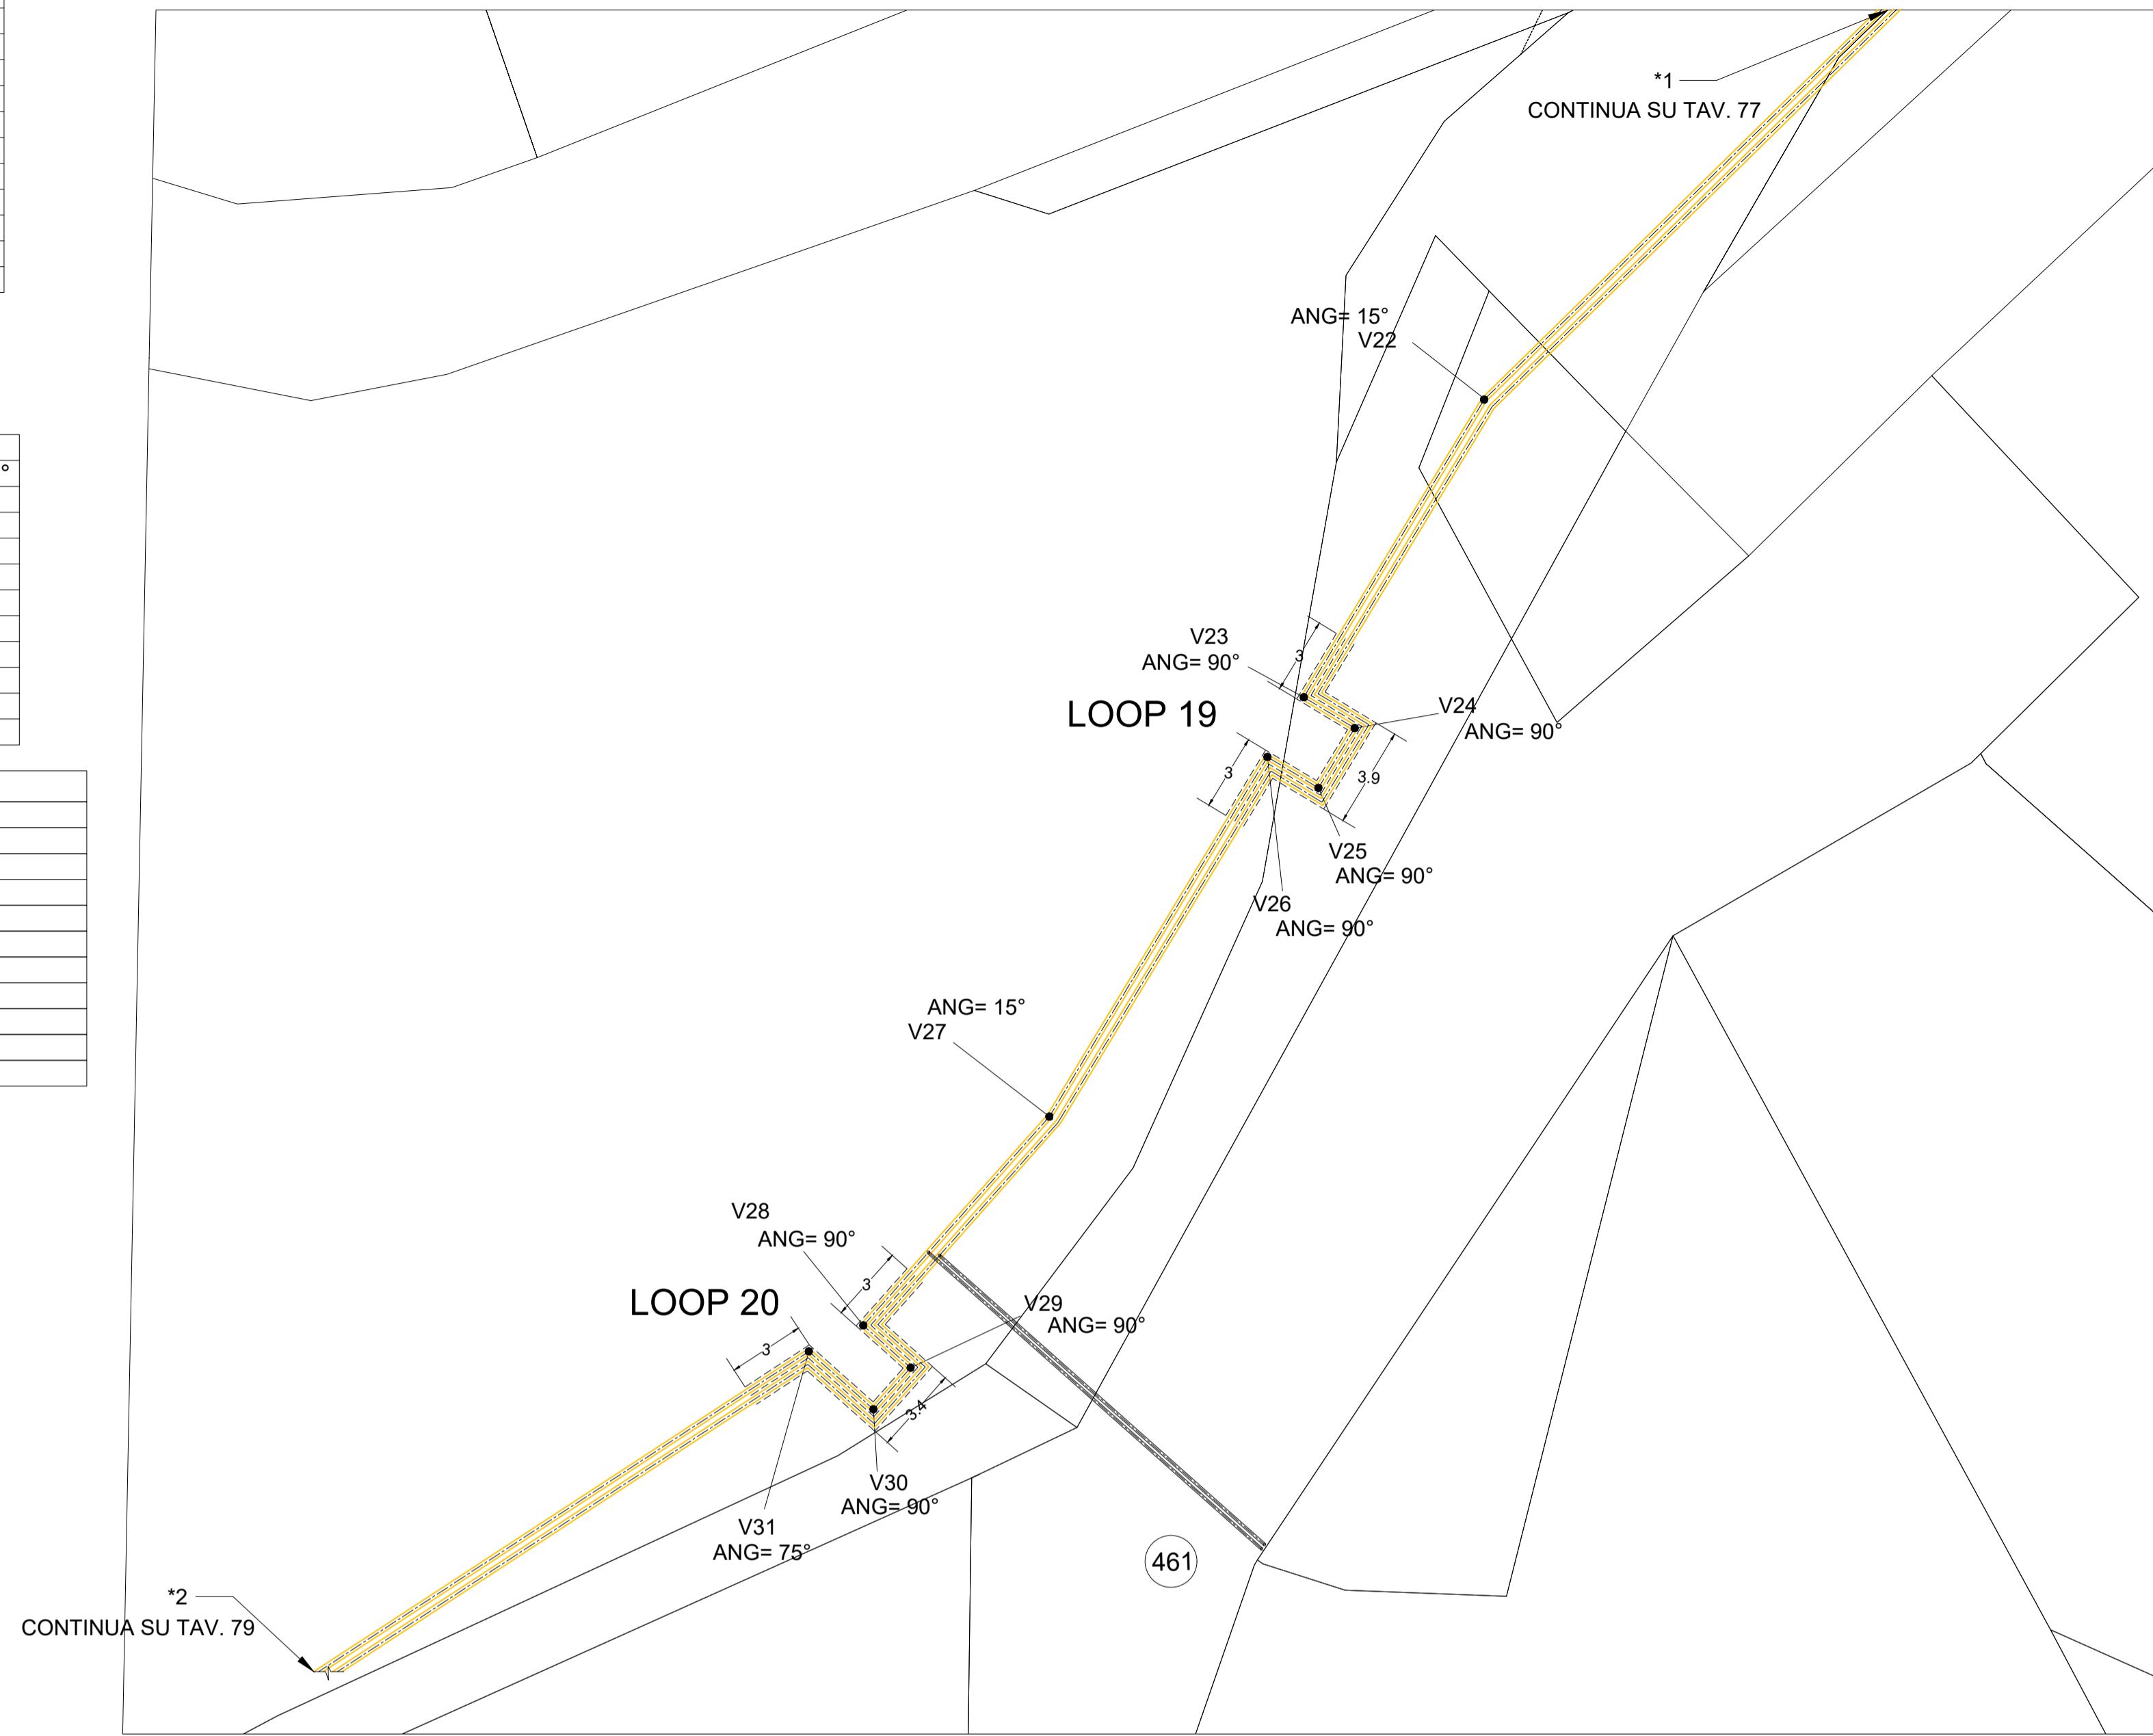 *1
CONTINUA SU TAV. 77
°
ANG= 15°
V22
V23
ANG= 90°
3
LOOP 19
V24
ANG= 90°
3
3.9
V25
ANG= 90°
V26
ANG= 90°
ANG= 15°
V27
V28
ANG= 90°
3
LOOP 20
V29
ANG= 90°
3
3.4
V30
ANG= 90°
V31
ANG= 75°
461
*2
CONTINUA SU TAV. 79